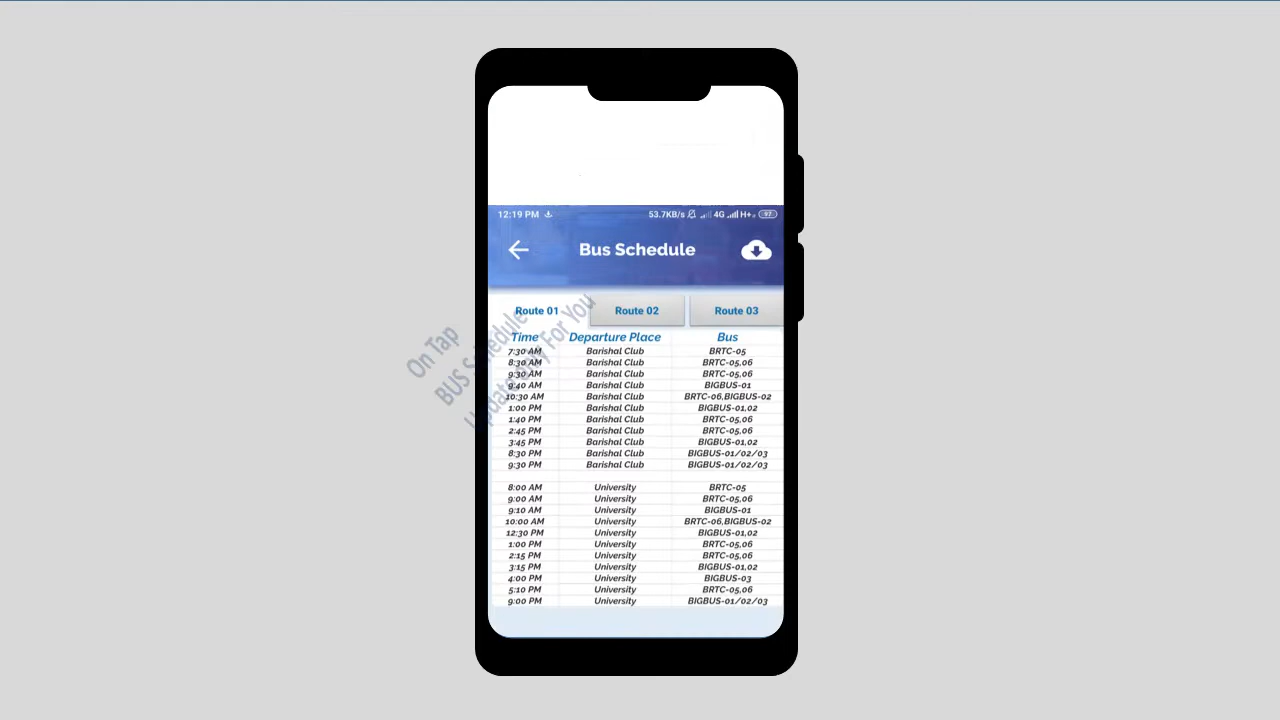 12:19 PM 53.7KB/s 4G H+ 97
Bus Schedule
Route 01 Route 02 Route 03
On Tap
BUS Schedule
Update Only For You
Time Departure Place Bus
7:30 AM Barishal Club BRTC-05
8:30 AM Barishal Club BRTC-05,06
9:30 AM Barishal Club BRTC-05,06
9:40 AM Barishal Club BIGBUS-01
10:30 AM Barishal Club BRTC-06,BIGBUS-02
1:00 PM Barishal Club BIGBUS-01,02
1:40 PM Barishal Club BRTC-05,06
2:45 PM Barishal Club BRTC-05,06
3:45 PM Barishal Club BIGBUS-01,02
8:30 PM Barishal Club BIGBUS-01/02/03
9:30 PM Barishal Club BIGBUS-01/02/03
8:00 AM University BRTC-05
9:00 AM University BRTC-05,06
9:10 AM University BIGBUS-01
10:00 AM University BRTC-06,BIGBUS-02
12:30 PM University BIGBUS-01,02
1:00 PM University BRTC-05,06
2:15 PM University BRTC-05,06
3:15 PM University BIGBUS-01,02
4:00 PM University BIGBUS-03
5:10 PM University BRTC-05,06
9:00 PM University BIGBUS-01/02/03